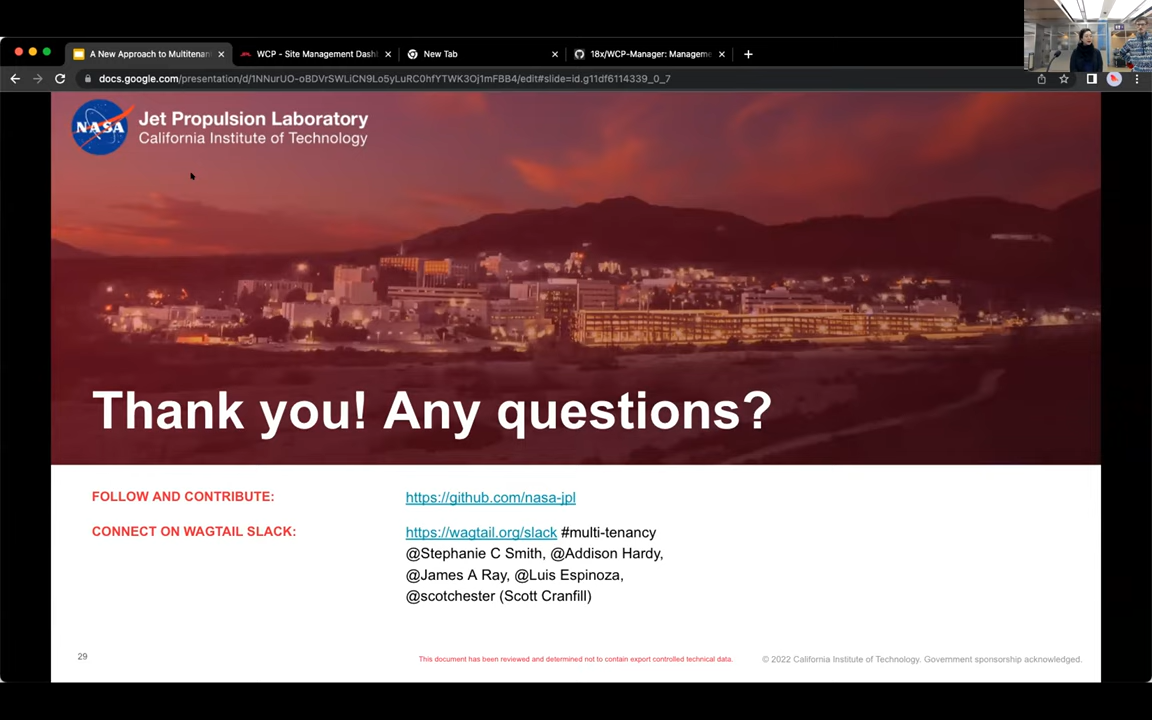 A New Approach to Multitenan
WCP - Site Management Dash
New Tab
18x/WCP-Manager: Manageme
docs.google.com/presentation/d/1NNurUO-oBDVrSWLiCN9Lo5yLuRC0hfYTWK3Oj1mFBB4/edit#slide=id.g11df6114339_0_7
NASA
Jet Propulsion Laboratory
California Institute of Technology
Thank you! Any questions?
FOLLOW AND CONTRIBUTE:
https://github.com/nasa-jpl
CONNECT ON WAGTAIL SLACK:
https://wagtail.org/slack #multi-tenancy
@Stephanie C Smith, @Addison Hardy,
@James A Ray, @Luis Espinoza,
@scotchester (Scott Cranfill)
29
This document has been reviewed and determined not to contain export controlled technical data.
© 2022 California Institute of Technology. Government sponsorship acknowledged.